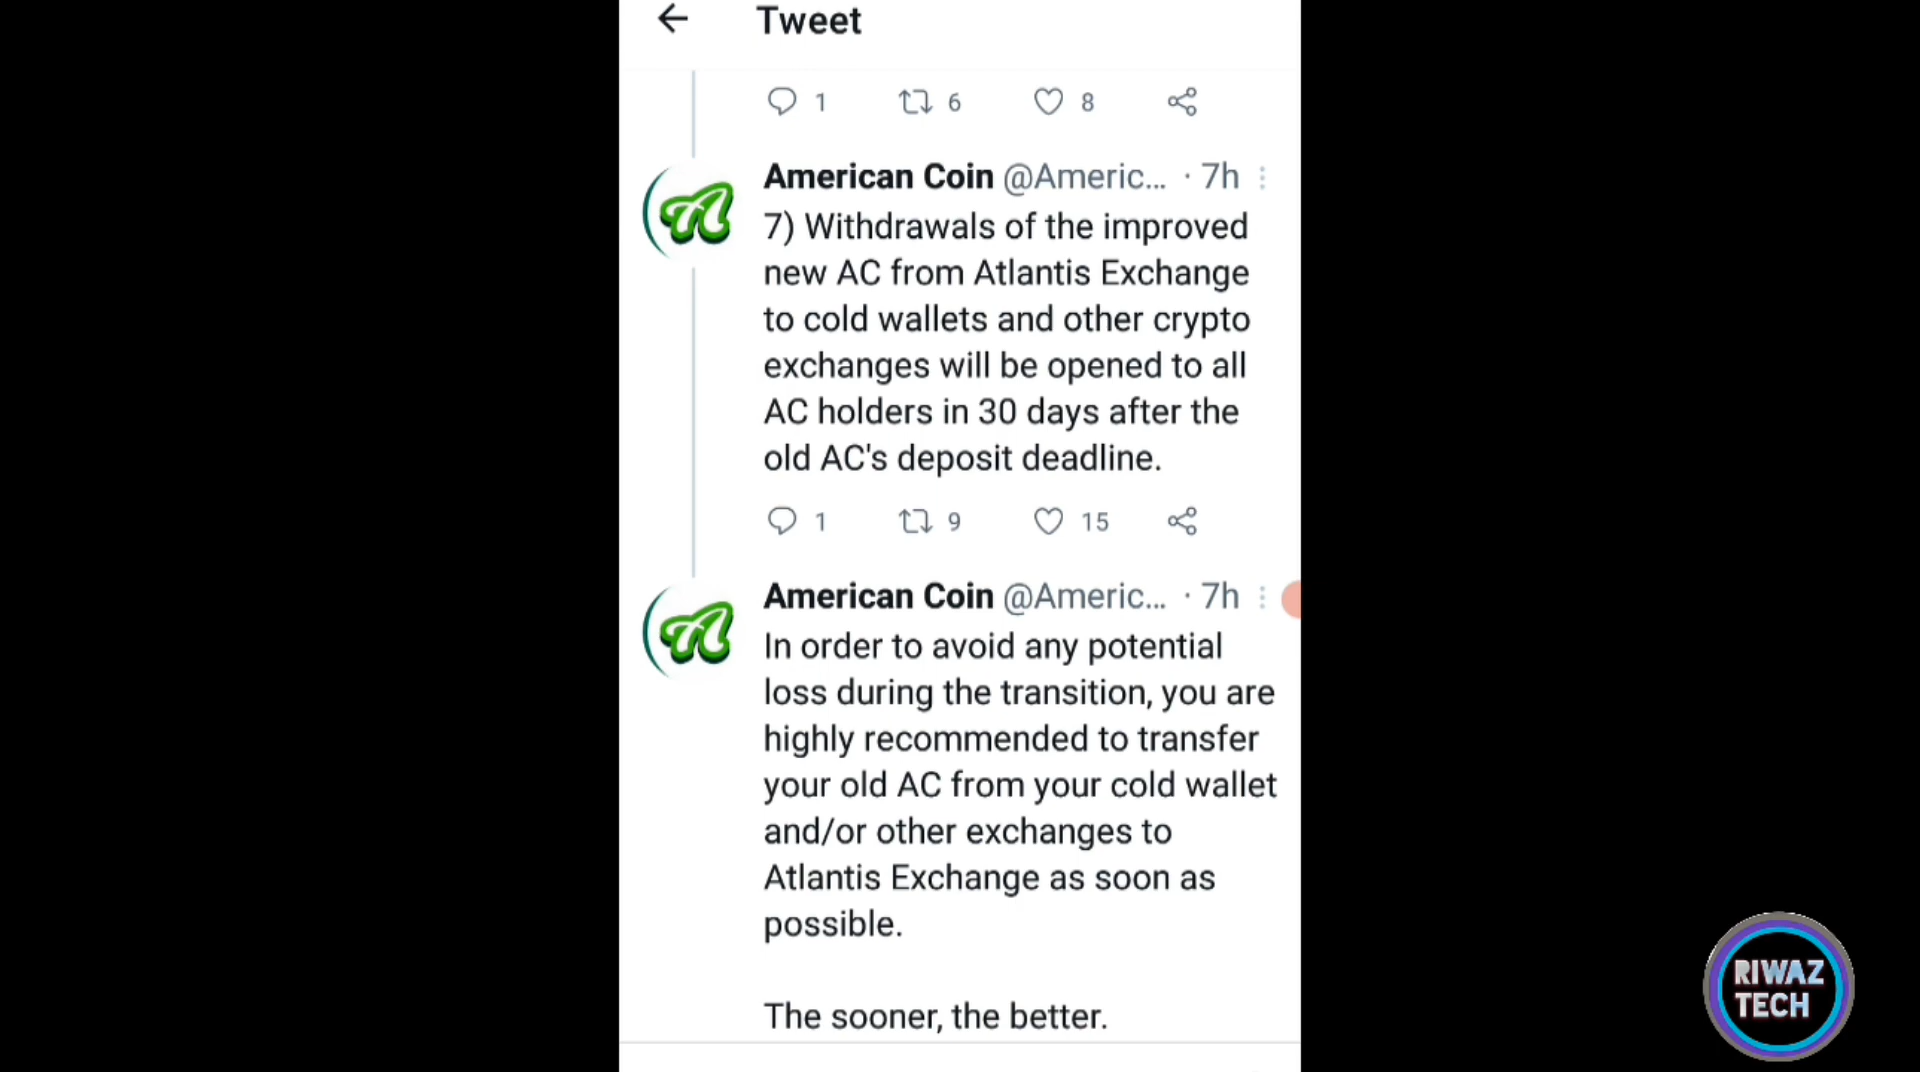 Tweet
1 6 8
American Coin @Americ... · 7h
7) Withdrawals of the improved
new AC from Atlantis Exchange
to cold wallets and other crypto
exchanges will be opened to all
AC holders in 30 days after the
old AC's deposit deadline.
1 9 15
American Coin @Americ... · 7h
In order to avoid any potential
loss during the transition, you are
highly recommended to transfer
your old AC from your cold wallet
and/or other exchanges to
Atlantis Exchange as soon as
possible.
The sooner, the better.
RIWAZ
TECH